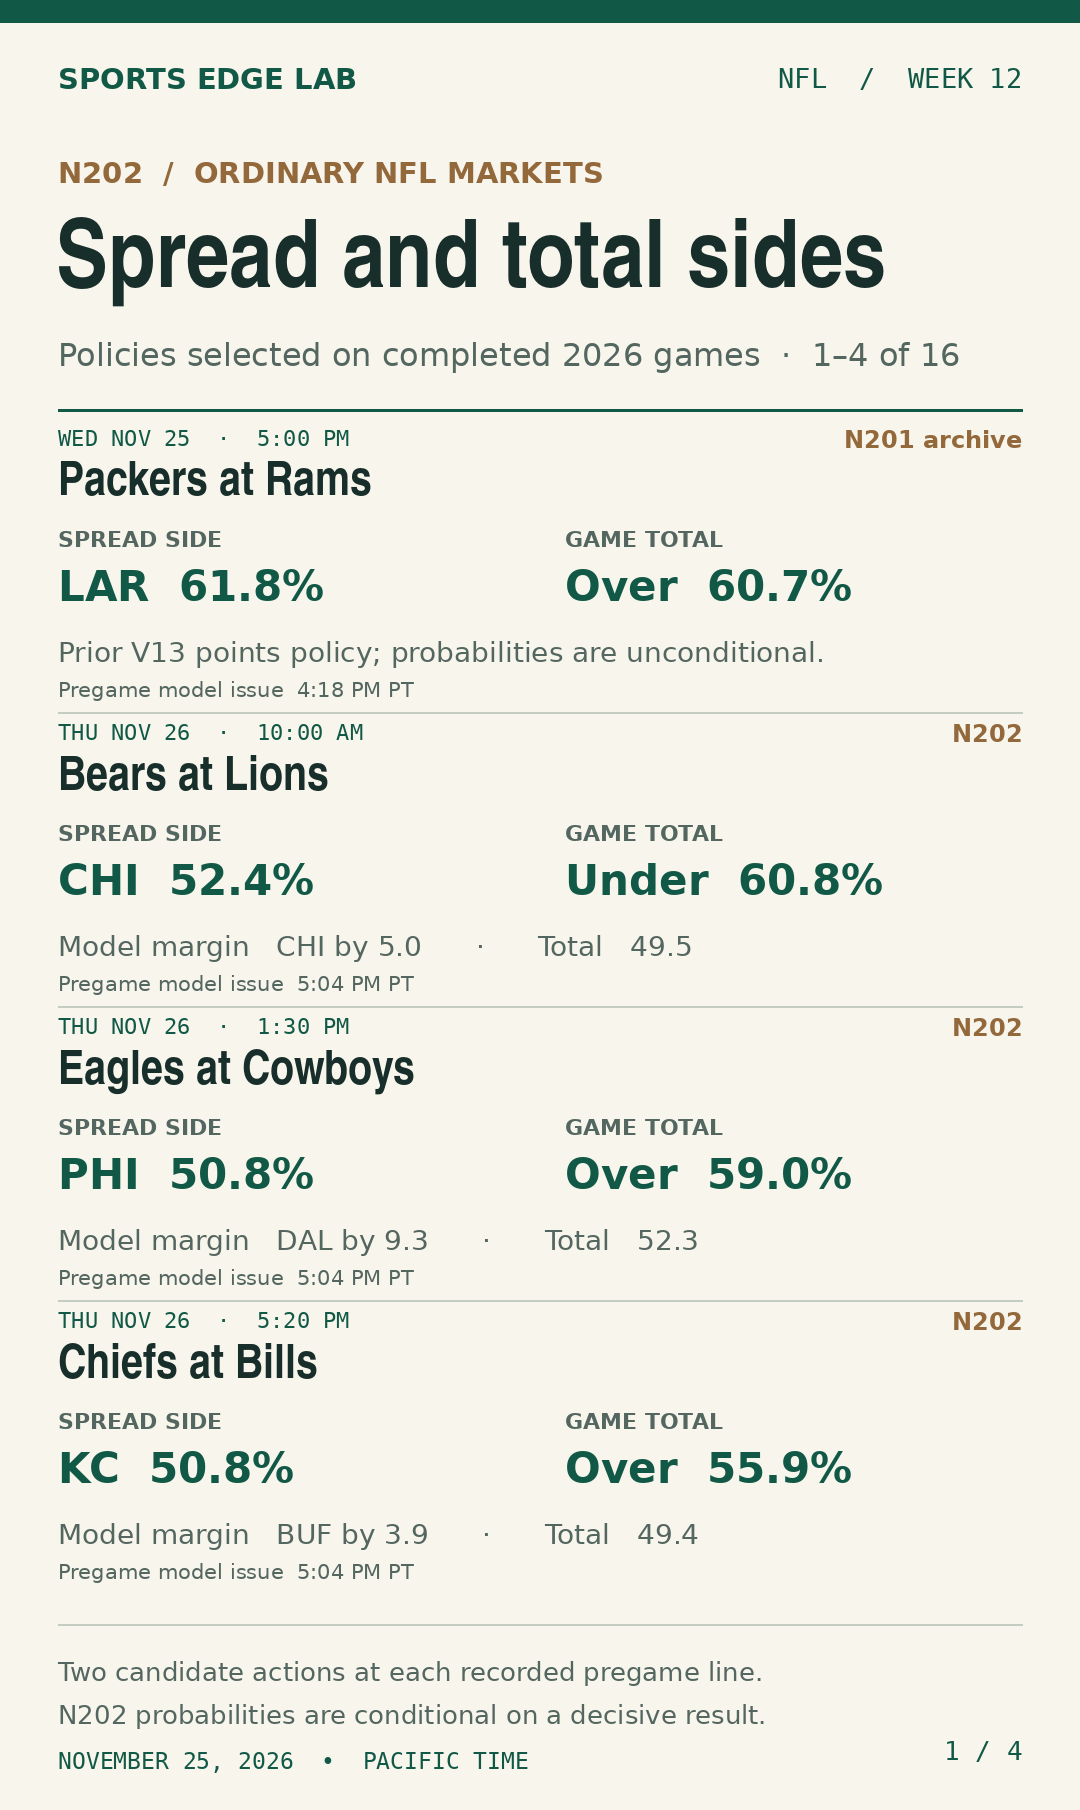 SPORTS EDGE LAB
NFL / WEEK 12
N202 / ORDINARY NFL MARKETS
Spread and total sides
Policies selected on completed 2026 games · 1–4 of 16
WED NOV 25 · 5:00 PM
N201 archive
Packers at Rams
SPREAD SIDE
GAME TOTAL
LAR 61.8%
Over 60.7%
Prior V13 points policy; probabilities are unconditional.
Pregame model issue 4:18 PM PT
THU NOV 26 · 10:00 AM
N202
Bears at Lions
SPREAD SIDE
GAME TOTAL
CHI 52.4%
Under 60.8%
Model margin CHI by 5.0 · Total 49.5
Pregame model issue 5:04 PM PT
THU NOV 26 · 1:30 PM
N202
Eagles at Cowboys
SPREAD SIDE
GAME TOTAL
PHI 50.8%
Over 59.0%
Model margin DAL by 9.3 · Total 52.3
Pregame model issue 5:04 PM PT
THU NOV 26 · 5:20 PM
N202
Chiefs at Bills
SPREAD SIDE
GAME TOTAL
KC 50.8%
Over 55.9%
Model margin BUF by 3.9 · Total 49.4
Pregame model issue 5:04 PM PT
Two candidate actions at each recorded pregame line.
N202 probabilities are conditional on a decisive result.
NOVEMBER 25, 2026 • PACIFIC TIME
1 / 4